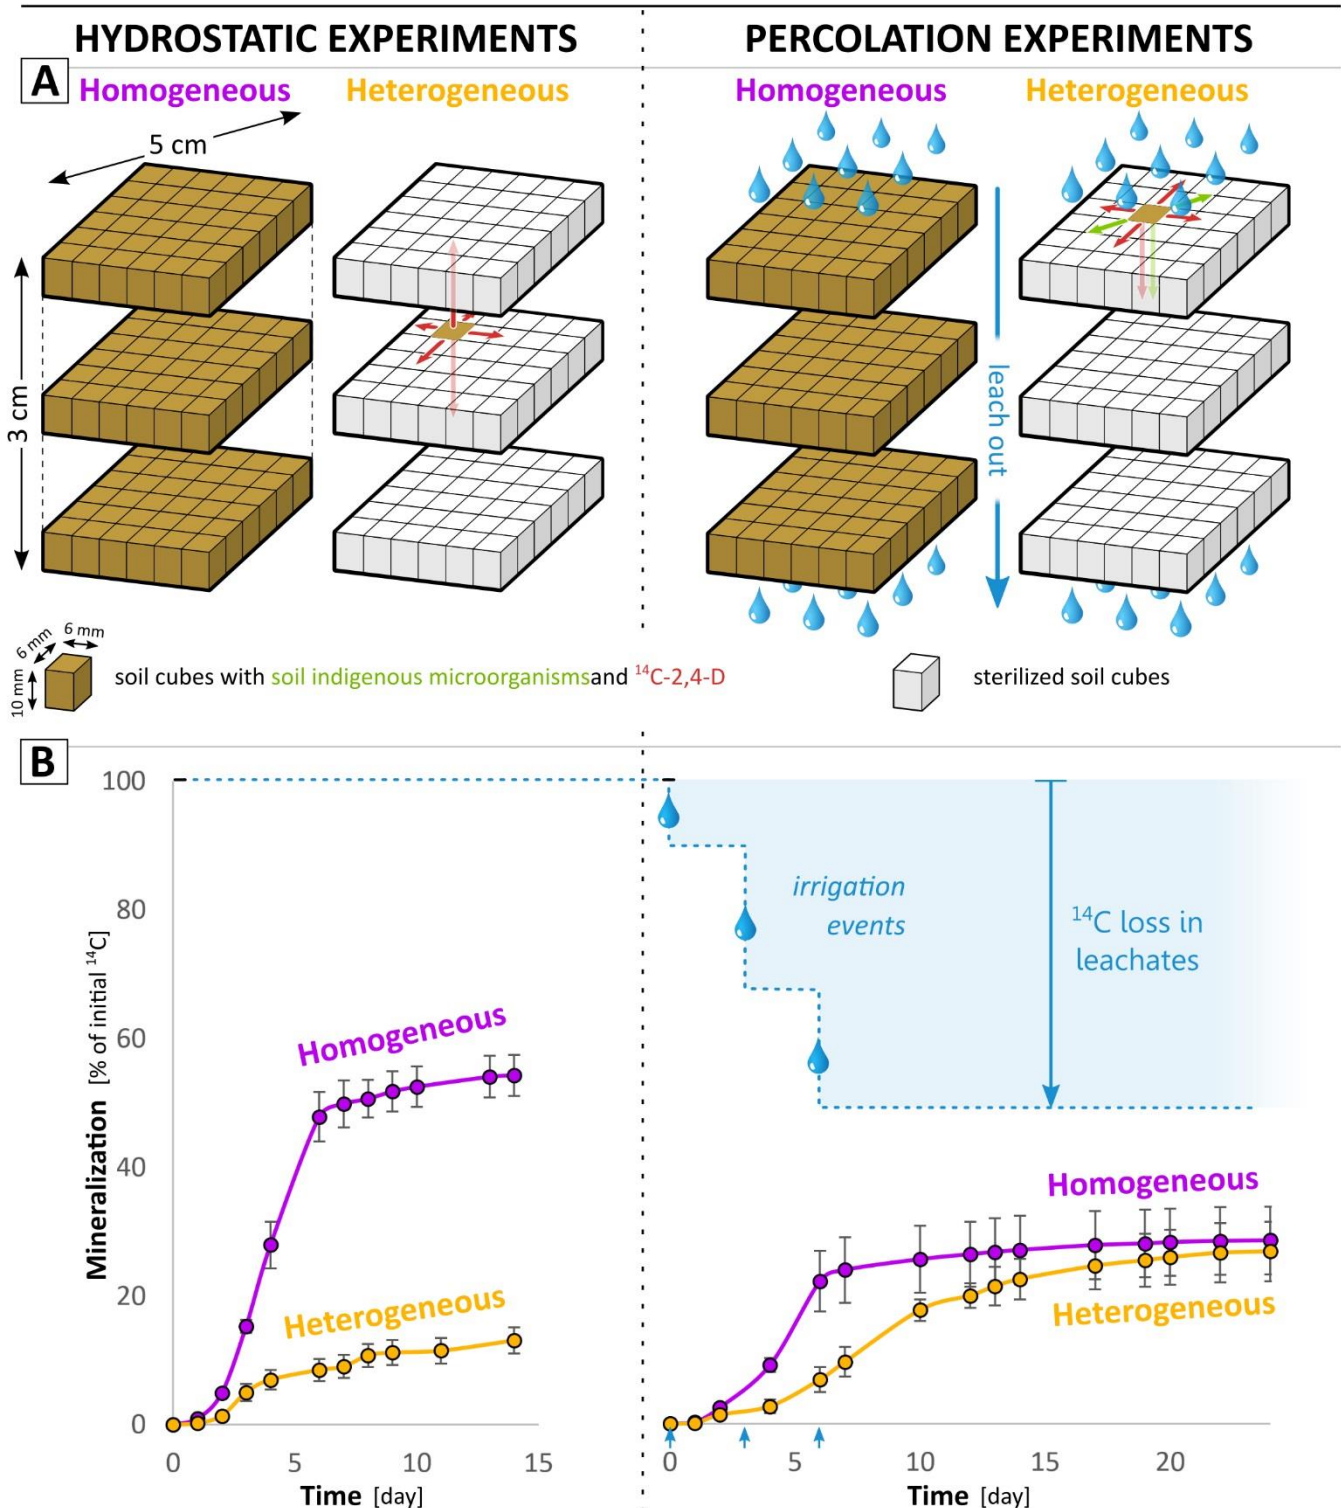 HYDROSTATIC EXPERIMENTS
PERCOLATION EXPERIMENTS
A
Homogeneous
Heterogeneous
Homogeneous
Heterogeneous
5 cm
3 cm
leach out
6 mm
6 mm
10 mm
soil cubes with soil indigenous microorganismsand ¹⁴C-2,4-D
sterilized soil cubes
B
Mineralization [% of initial ¹⁴C]
100
80
60
40
20
0
Homogeneous
Heterogeneous
0
5
10
15
Time [day]
irrigation
events
¹⁴C loss in
leachates
Homogeneous
Heterogeneous
0
5
10
15
20
Time [day]